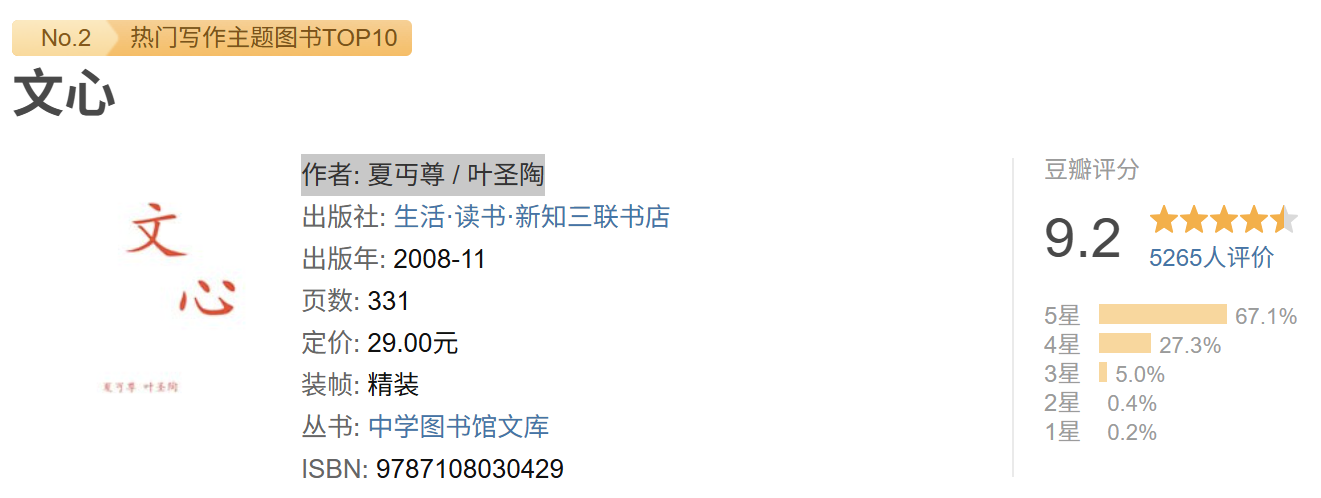 No.2 热门写作主题图书TOP10
文心
文
心
夏丏尊 叶圣陶
作者: 夏丏尊 / 叶圣陶
出版社: 生活·读书·新知三联书店
出版年: 2008-11
页数: 331
定价: 29.00元
装帧: 精装
丛书: 中学图书馆文库
ISBN: 9787108030429
豆瓣评分
9.2
5265人评价
5星 67.1%
4星 27.3%
3星 5.0%
2星 0.4%
1星 0.2%